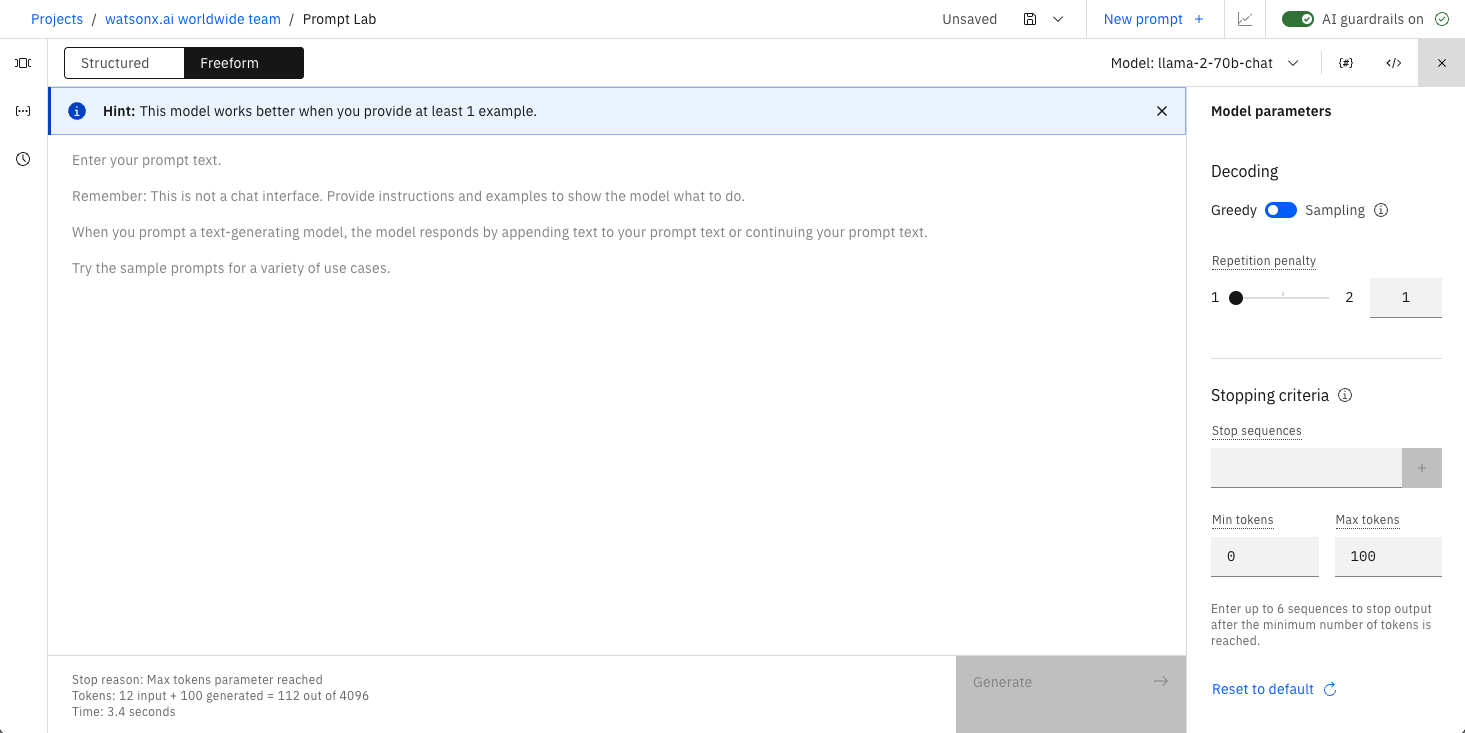 Projects / watsonx.ai worldwide team / Prompt Lab
Unsaved
New prompt +
AI guardrails on
Structured
Freeform
Model: llama-2-70b-chat
{#}
</>
Hint: This model works better when you provide at least 1 example.
Enter your prompt text.
Remember: This is not a chat interface. Provide instructions and examples to show the model what to do.
When you prompt a text-generating model, the model responds by appending text to your prompt text or continuing your prompt text.
Try the sample prompts for a variety of use cases.
Stop reason: Max tokens parameter reached
Tokens: 12 input + 100 generated = 112 out of 4096
Time: 3.4 seconds
Generate
Model parameters
Decoding
Greedy
Sampling
Repetition penalty
1
2
1
Stopping criteria
Stop sequences
+
Min tokens
Max tokens
0
100
Enter up to 6 sequences to stop output
after the minimum number of tokens is
reached.
Reset to default